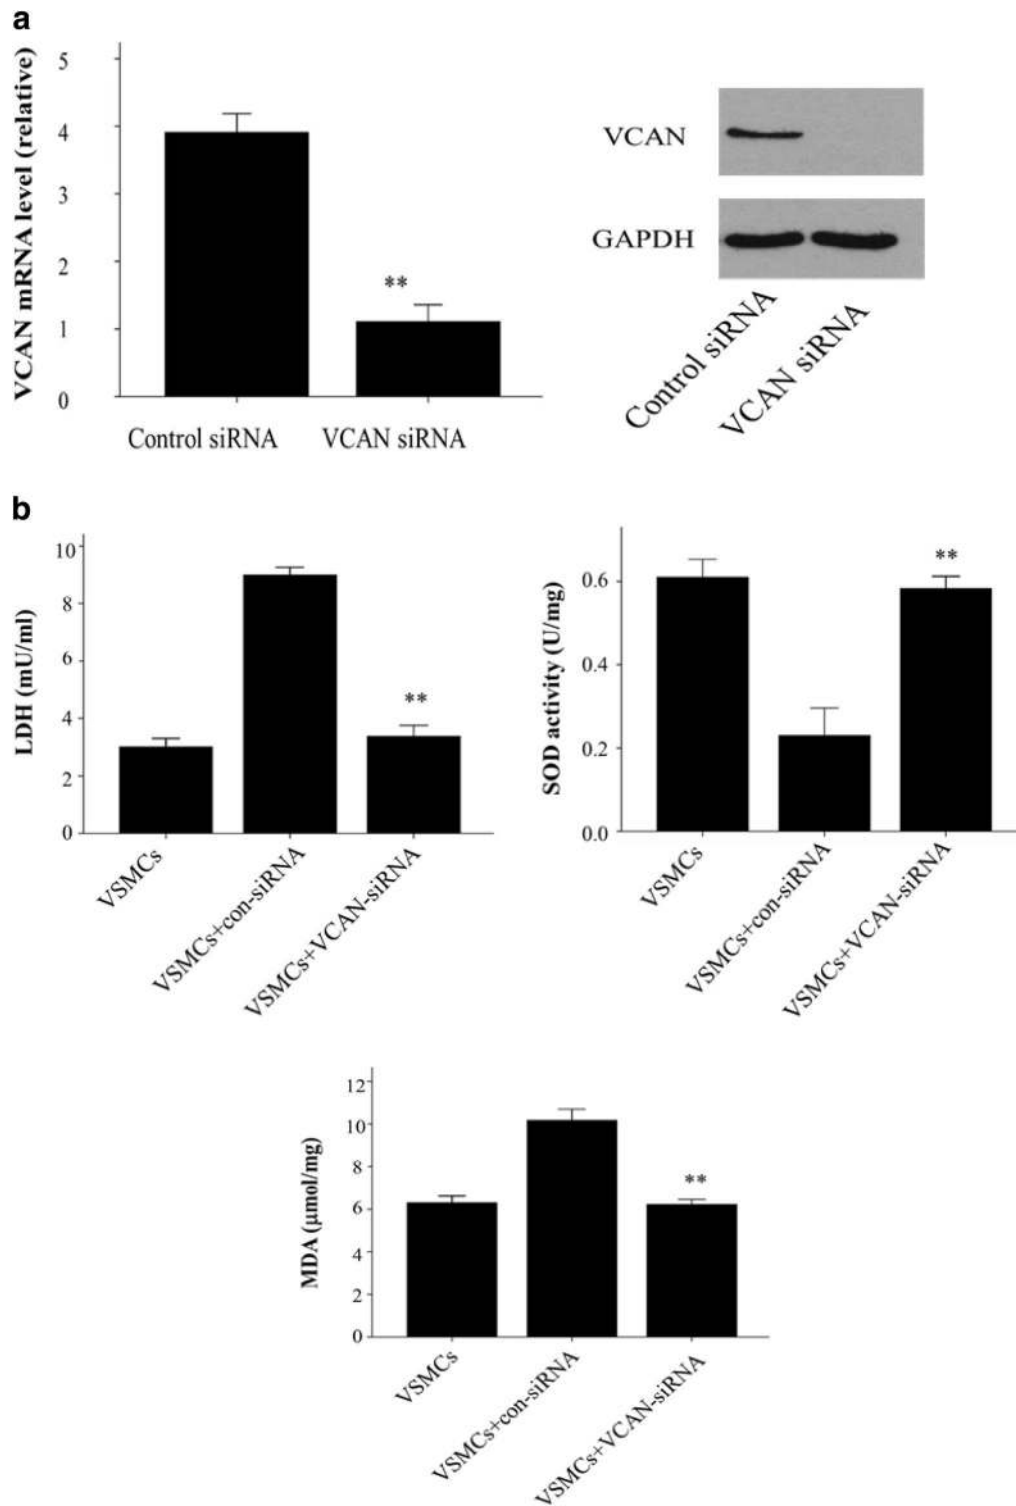 a
VCAN mRNA level (relative)
5
4
3
2
1
0
**
Control siRNA
VCAN siRNA
VCAN
GAPDH
Control siRNA
VCAN siRNA
b
LDH (mU/ml)
10
8
6
4
2
0
**
VSMCs
VSMCs+con-siRNA
VSMCs+VCAN-siRNA
SOD activity (U/mg)
0.6
0.4
0.2
0.0
**
VSMCs
VSMCs+con-siRNA
VSMCs+VCAN-siRNA
MDA (μmol/mg)
12
10
8
6
4
2
0
**
VSMCs
VSMCs+con-siRNA
VSMCs+VCAN-siRNA